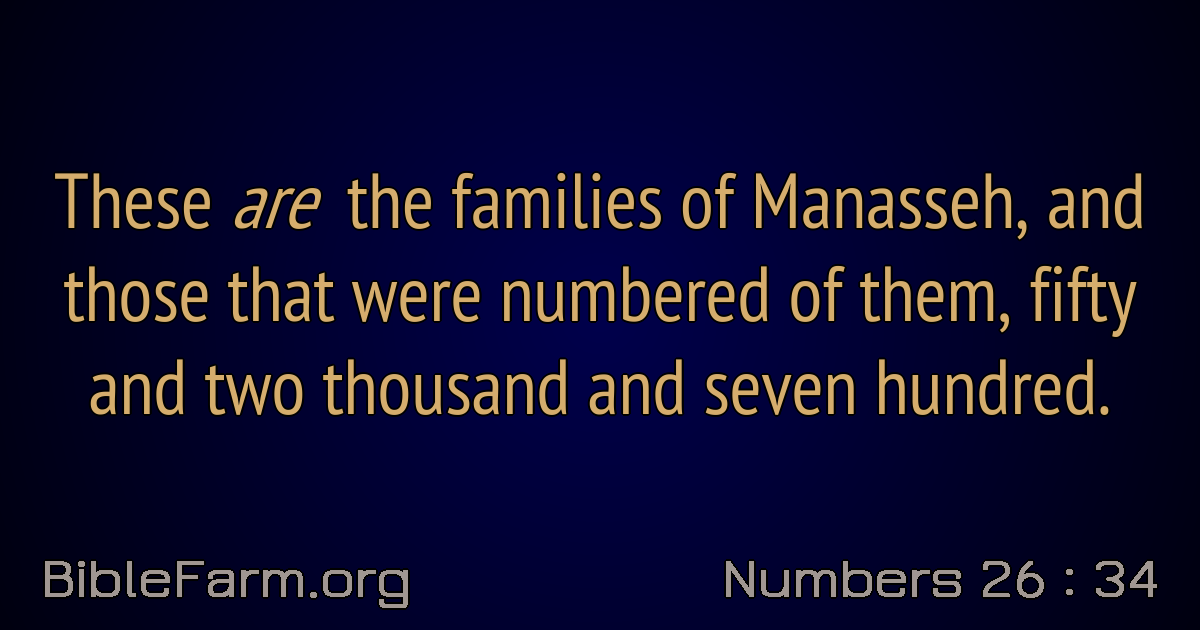 These are the families of Manasseh, and
those that were numbered of them, fifty
and two thousand and seven hundred.
BibleFarm.org
Numbers 26 : 34